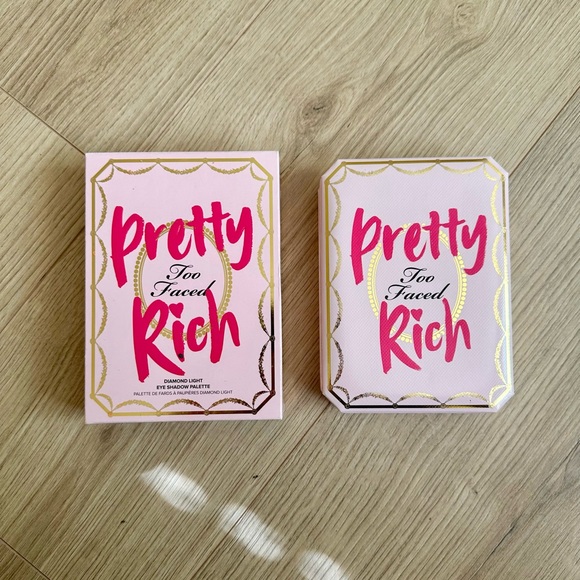 Pretty
Too
Faced
Rich
DIAMOND LIGHT
EYE SHADOW PALETTE
PALETTE DE FARDS À PAUPIÈRES DIAMOND LIGHT
Pretty
Too
Faced
Rich